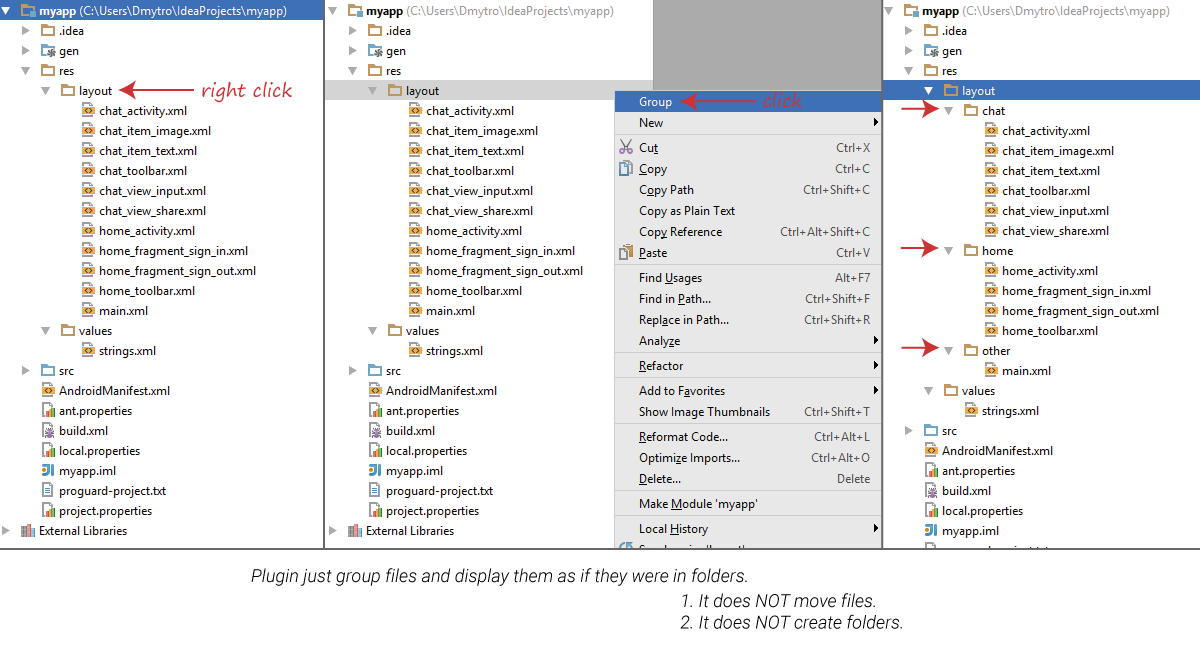 myapp (C:\Users\Dmytro\IdeaProjects\myapp)
.idea
gen
res
layout
right click
chat_activity.xml
chat_item_image.xml
chat_item_text.xml
chat_toolbar.xml
chat_view_input.xml
chat_view_share.xml
home_activity.xml
home_fragment_sign_in.xml
home_fragment_sign_out.xml
home_toolbar.xml
main.xml
values
strings.xml
src
AndroidManifest.xml
ant.properties
build.xml
local.properties
myapp.iml
proguard-project.txt
project.properties
External Libraries
myapp (C:\Users\Dmytro\IdeaProjects\myapp)
.idea
gen
res
layout
chat_activity.xml
chat_item_image.xml
chat_item_text.xml
chat_toolbar.xml
chat_view_input.xml
chat_view_share.xml
home_activity.xml
home_fragment_sign_in.xml
home_fragment_sign_out.xml
home_toolbar.xml
main.xml
values
strings.xml
src
AndroidManifest.xml
ant.properties
build.xml
local.properties
myapp.iml
proguard-project.txt
project.properties
External Libraries
Group
click
New
Cut Ctrl+X
Copy Ctrl+C
Copy Path Ctrl+Shift+C
Copy as Plain Text
Copy Reference Ctrl+Alt+Shift+C
Paste Ctrl+V
Find Usages Alt+F7
Find in Path... Ctrl+Shift+F
Replace in Path... Ctrl+Shift+R
Analyze
Refactor
Add to Favorites
Show Image Thumbnails Ctrl+Shift+T
Reformat Code... Ctrl+Alt+L
Optimize Imports... Ctrl+Alt+O
Delete... Delete
Make Module 'myapp'
Local History
myapp (C:\Users\Dmytro\IdeaProjects\myapp)
.idea
gen
res
layout
chat
chat_activity.xml
chat_item_image.xml
chat_item_text.xml
chat_toolbar.xml
chat_view_input.xml
chat_view_share.xml
home
home_activity.xml
home_fragment_sign_in.xml
home_fragment_sign_out.xml
home_toolbar.xml
other
main.xml
values
strings.xml
src
AndroidManifest.xml
ant.properties
build.xml
local.properties
myapp.iml
Plugin just group files and display them as if they were in folders.
1. It does NOT move files.
2. It does NOT create folders.